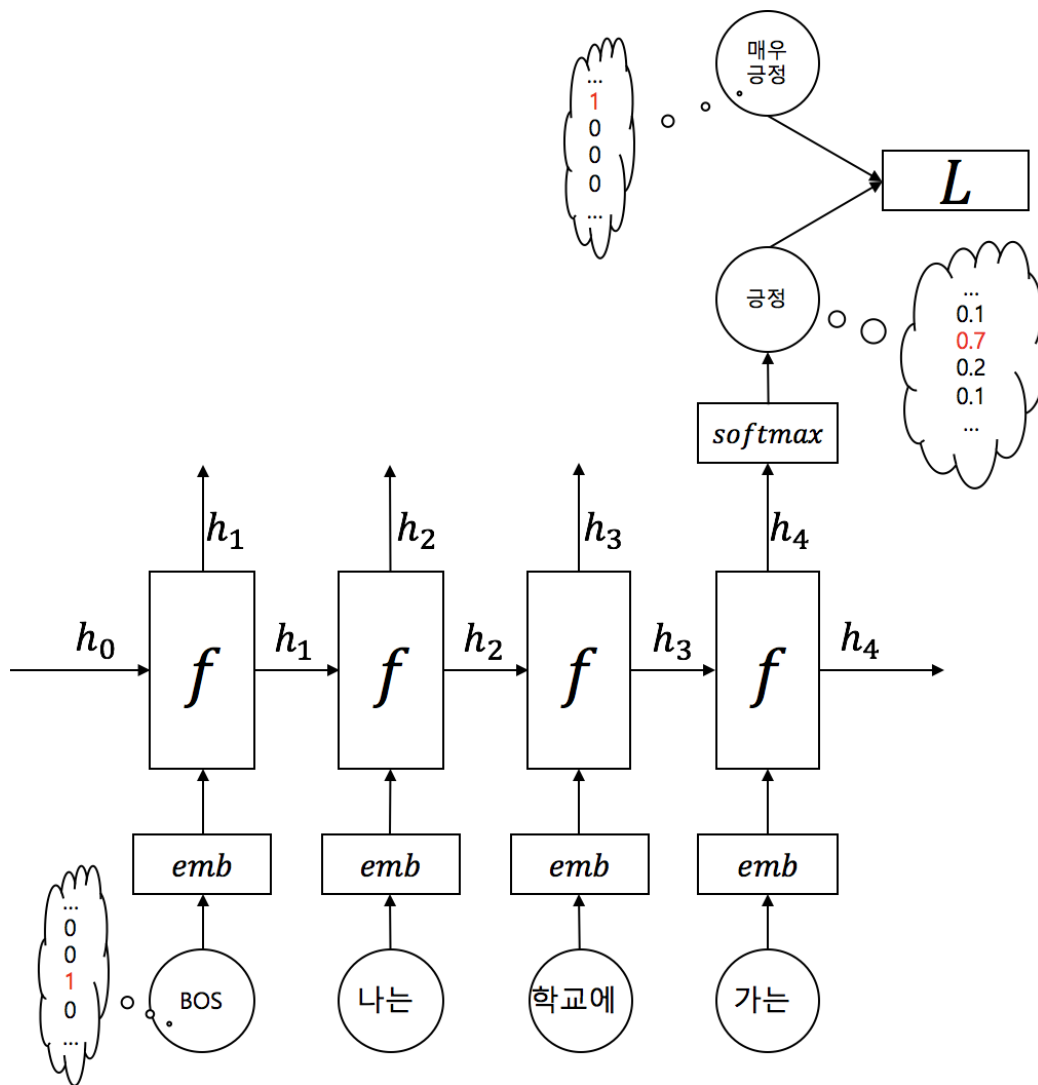 매우
긍정
...
1
0
0
0
...
L
긍정
...
0.1
0.7
0.2
0.1
...
softmax
h₁
h₂
h₃
h₄
h₀
f
h₁
f
h₂
f
h₃
f
h₄
emb
emb
emb
emb
...
0
0
1
0
...
BOS
나는
학교에
가는